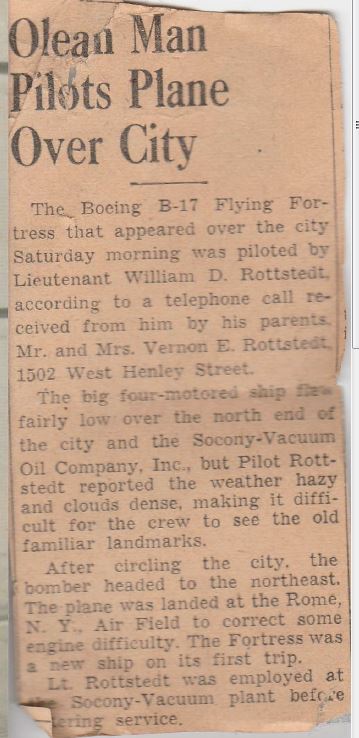 Olean Man
Pilots Plane
Over City
The Boeing B-17 Flying For-
tress that appeared over the city
Saturday morning was piloted by
Lieutenant William D. Rottstedt,
according to a telephone call re-
ceived from him by his parents,
Mr. and Mrs. Vernon E. Rottstedt,
1502 West Henley Street.
The big four-motored ship flew
fairly low over the north end of
the city and the Socony-Vacuum
Oil Company, Inc., but Pilot Rott-
stedt reported the weather hazy
and clouds dense, making it diffi-
cult for the crew to see the old
familiar landmarks.
After circling the city, the
bomber headed to the northeast.
The plane was landed at the Rome,
N. Y., Air Field to correct some
engine difficulty. The Fortress was
a new ship on its first trip.
Lt. Rottstedt was employed at
Socony-Vacuum plant before
tering service.